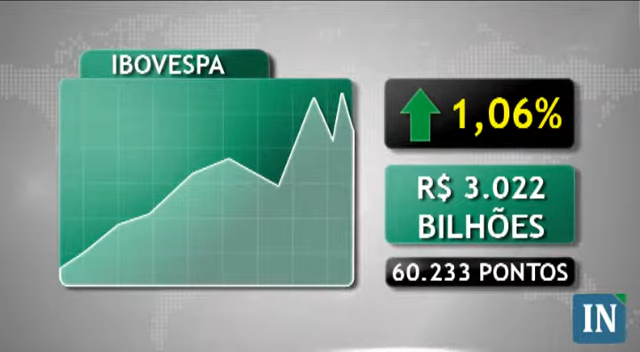 IBOVESPA
1,06%
R$ 3.022
BILHÕES
60.233 PONTOS
IN